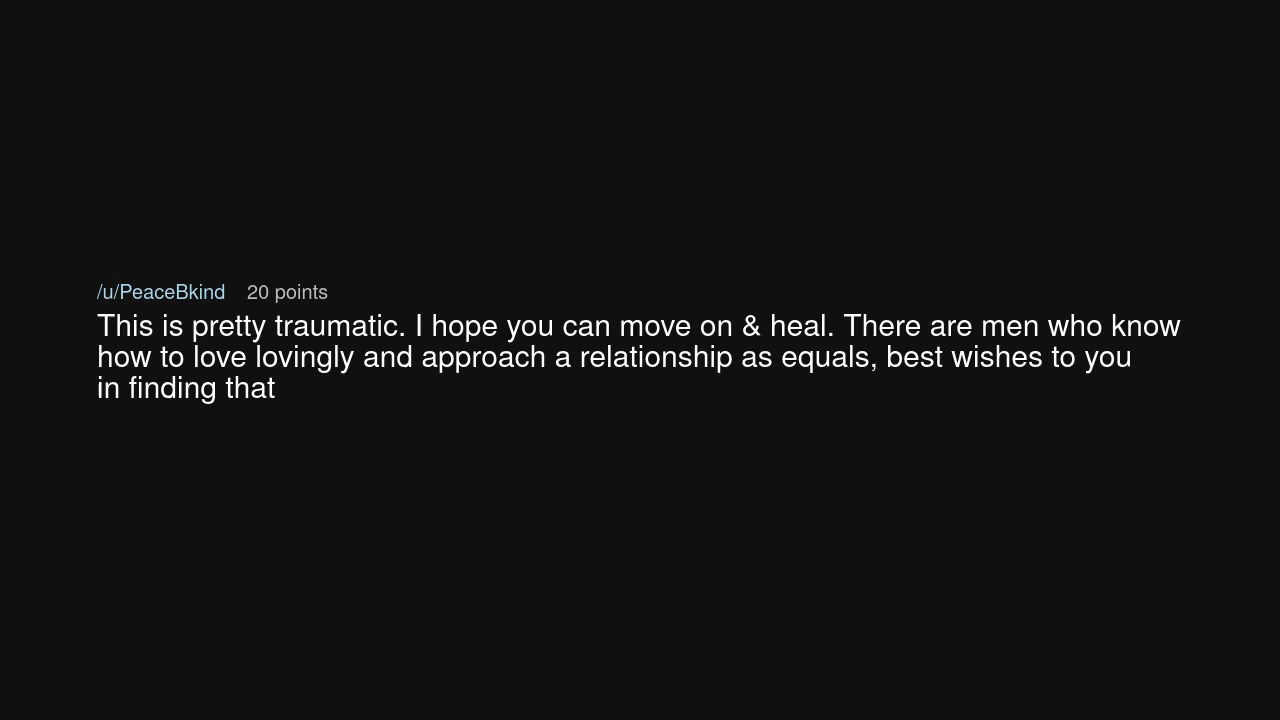 /u/PeaceBkind 20 points
This is pretty traumatic. I hope you can move on & heal. There are men who know
how to love lovingly and approach a relationship as equals, best wishes to you
in finding that